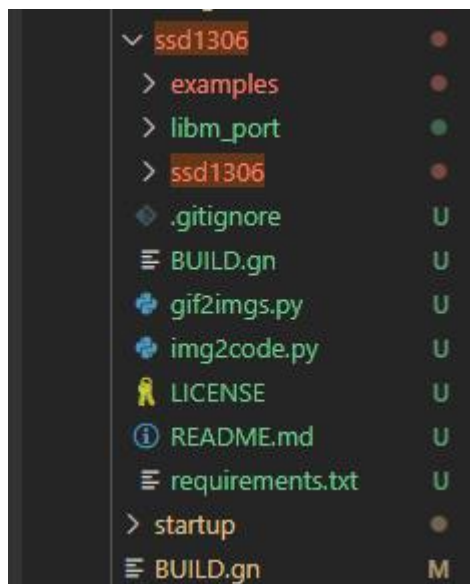 ssd1306
examples
libm_port
ssd1306
.gitignore U
BUILD.gn U
gif2imgs.py U
img2code.py U
LICENSE U
README.md U
requirements.txt U
startup
BUILD.gn M